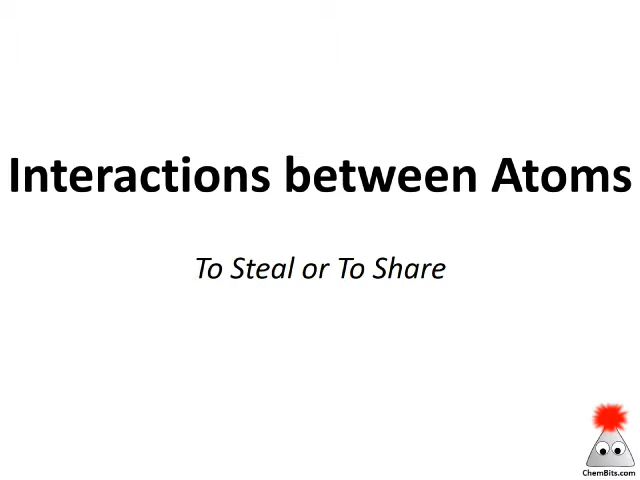 Interactions between Atoms
To Steal or To Share
ChemBits.com